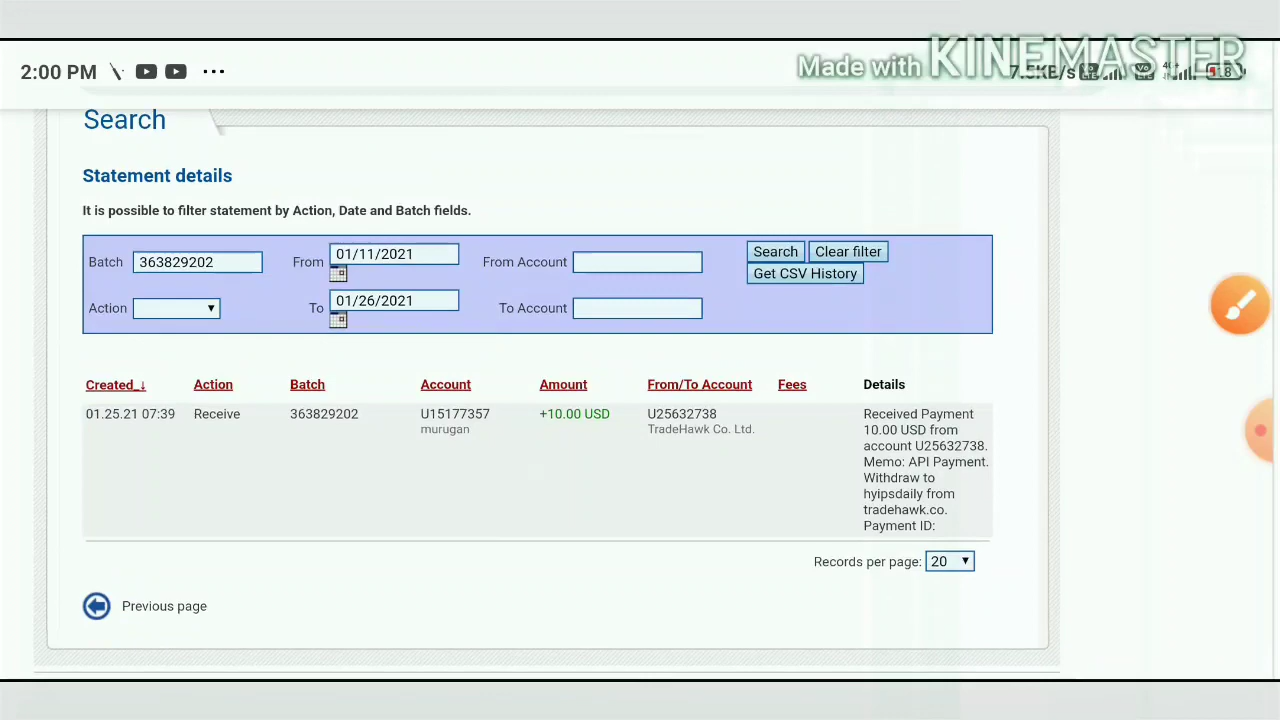 2:00 PM ...
Made with KINEMASTER
Search
Statement details
It is possible to filter statement by Action, Date and Batch fields.
Batch 363829202 From 01/11/2021 From Account Search Clear filter
Get CSV History
Action To 01/26/2021 To Account
Created ↓ Action Batch Account Amount From/To Account Fees Details
01.25.21 07:39 Receive 363829202 U15177357 +10.00 USD U25632738 Received Payment
murugan TradeHawk Co. Ltd. 10.00 USD from
account U25632738.
Memo: API Payment.
Withdraw to
hyipsdaily from
tradehawk.co.
Payment ID:
Records per page: 20
Previous page